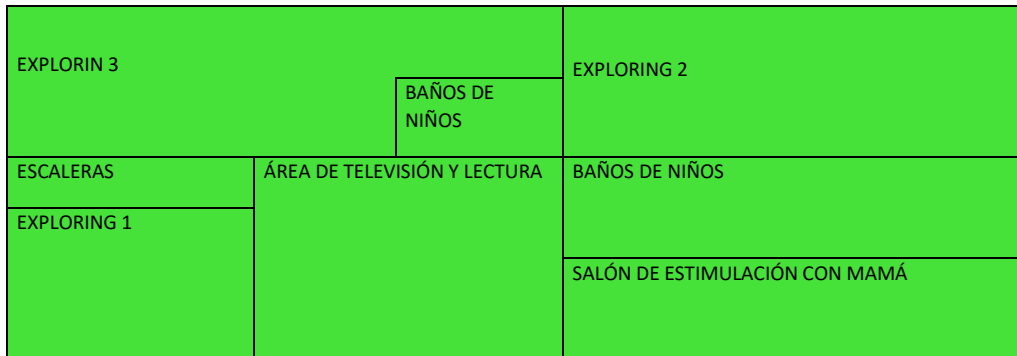 EXPLORIN 3
EXPLORING 2
BAÑOS DE
NIÑOS
ESCALERAS
ÁREA DE TELEVISIÓN Y LECTURA
BAÑOS DE NIÑOS
EXPLORING 1
SALÓN DE ESTIMULACIÓN CON MAMÁ